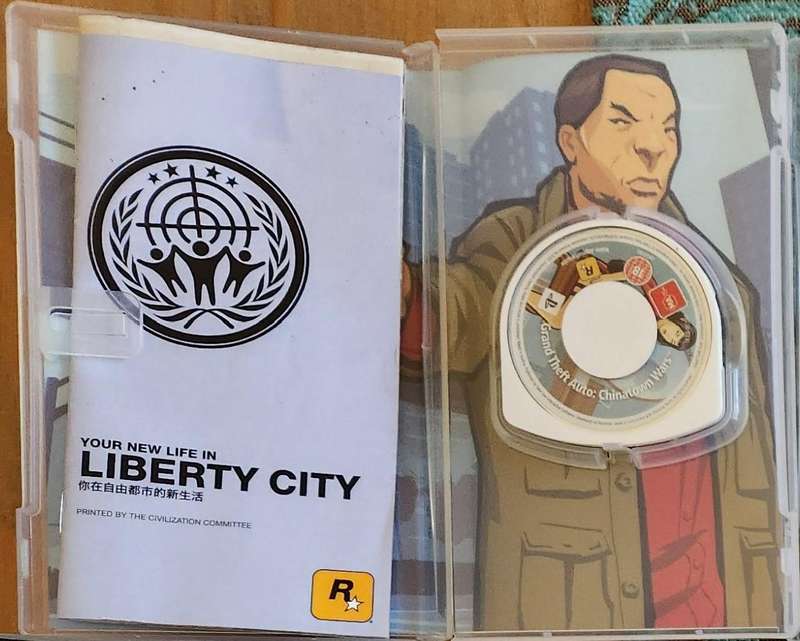 YOUR NEW LIFE IN
LIBERTY CITY
你在自由都市的新生活
PRINTED BY THE CIVILIZATION COMMITTEE
R
R
18
Grand Theft Auto: Chinatown Wars